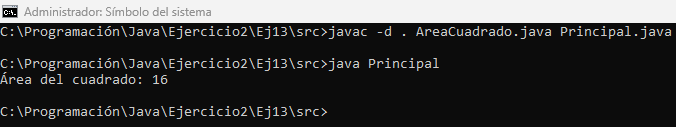 Administrador: Símbolo del sistema
C:\Programación\Java\Ejercicio2\Ej13\src>javac -d . AreaCuadrado.java Principal.java
C:\Programación\Java\Ejercicio2\Ej13\src>java Principal
Área del cuadrado: 16
C:\Programación\Java\Ejercicio2\Ej13\src>